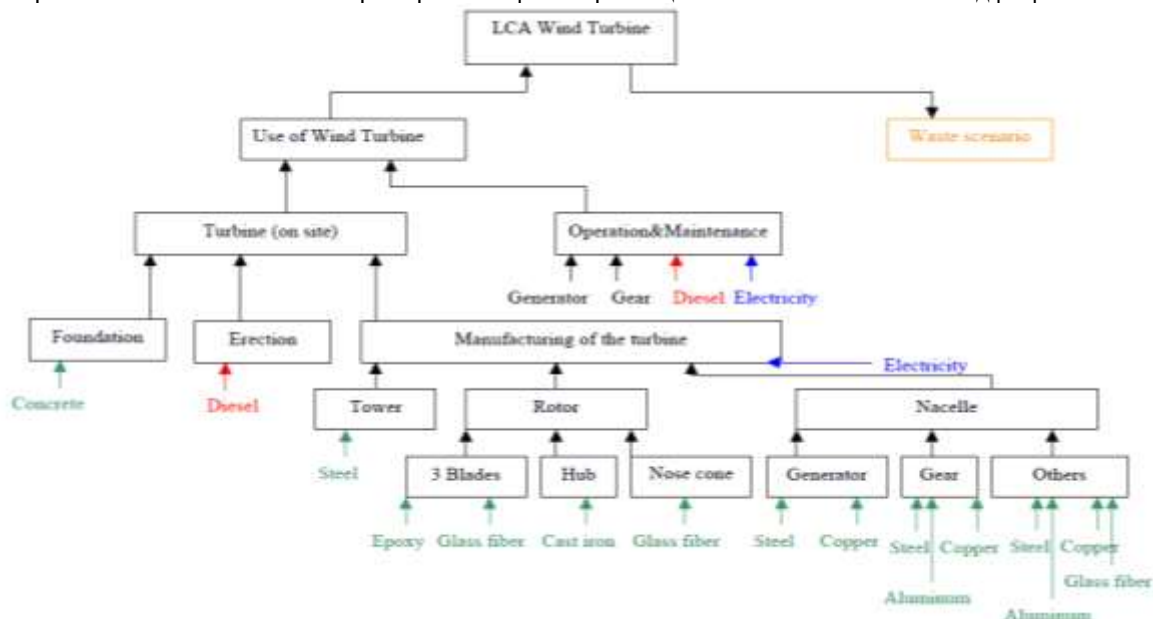 LCA Wind Turbine
Use of Wind Turbine
Waste scenario
Turbine (on site)
Operation&Maintenance
Generator Gear Diesel Electricity
Foundation
Erection
Manufacturing of the turbine
Electricity
Concrete
Diesel
Tower
Rotor
Nacelle
Steel
3 Blades
Hub
Nose cone
Generator
Gear
Others
Epoxy Glass fiber Cast iron Glass fiber Steel Copper Steel Copper Steel Copper
Glass fiber
Aluminum
Aluminum